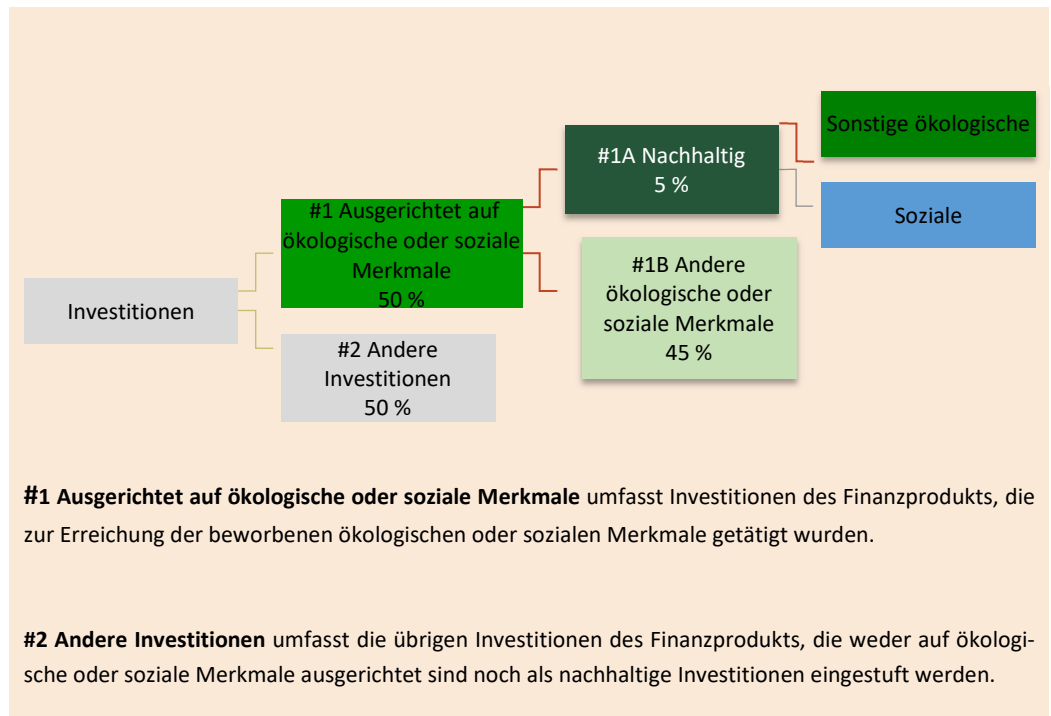 Investitionen
#1 Ausgerichtet auf
ökologische oder soziale
Merkmale
50 %
#2 Andere
Investitionen
50 %
#1A Nachhaltig
5 %
#1B Andere
ökologische oder
soziale Merkmale
45 %
Sonstige ökologische
Soziale
#1 Ausgerichtet auf ökologische oder soziale Merkmale umfasst Investitionen des Finanzprodukts, die
zur Erreichung der beworbenen ökologischen oder sozialen Merkmale getätigt wurden.
#2 Andere Investitionen umfasst die übrigen Investitionen des Finanzprodukts, die weder auf ökologi-
sche oder soziale Merkmale ausgerichtet sind noch als nachhaltige Investitionen eingestuft werden.